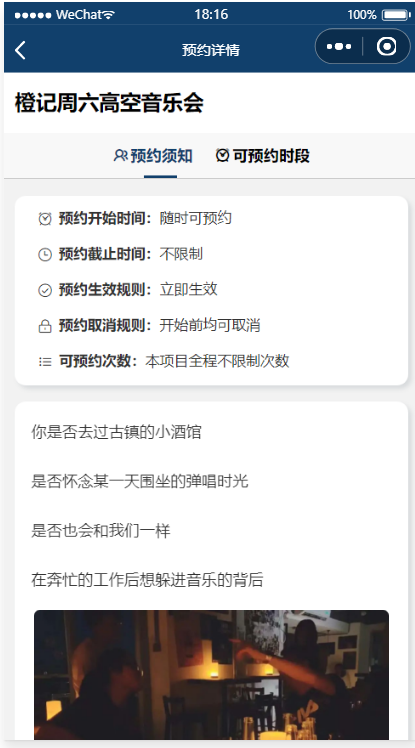 WeChat
18:16
100%
预约详情
橙记周六高空音乐会
预约须知
可预约时段
预约开始时间：随时可预约
预约截止时间：不限制
预约生效规则：立即生效
预约取消规则：开始前均可取消
可预约次数：本项目全程不限制次数
你是否去过古镇的小酒馆
是否怀念某一天围坐的弹唱时光
是否也会和我们一样
在奔忙的工作后想躲进音乐的背后